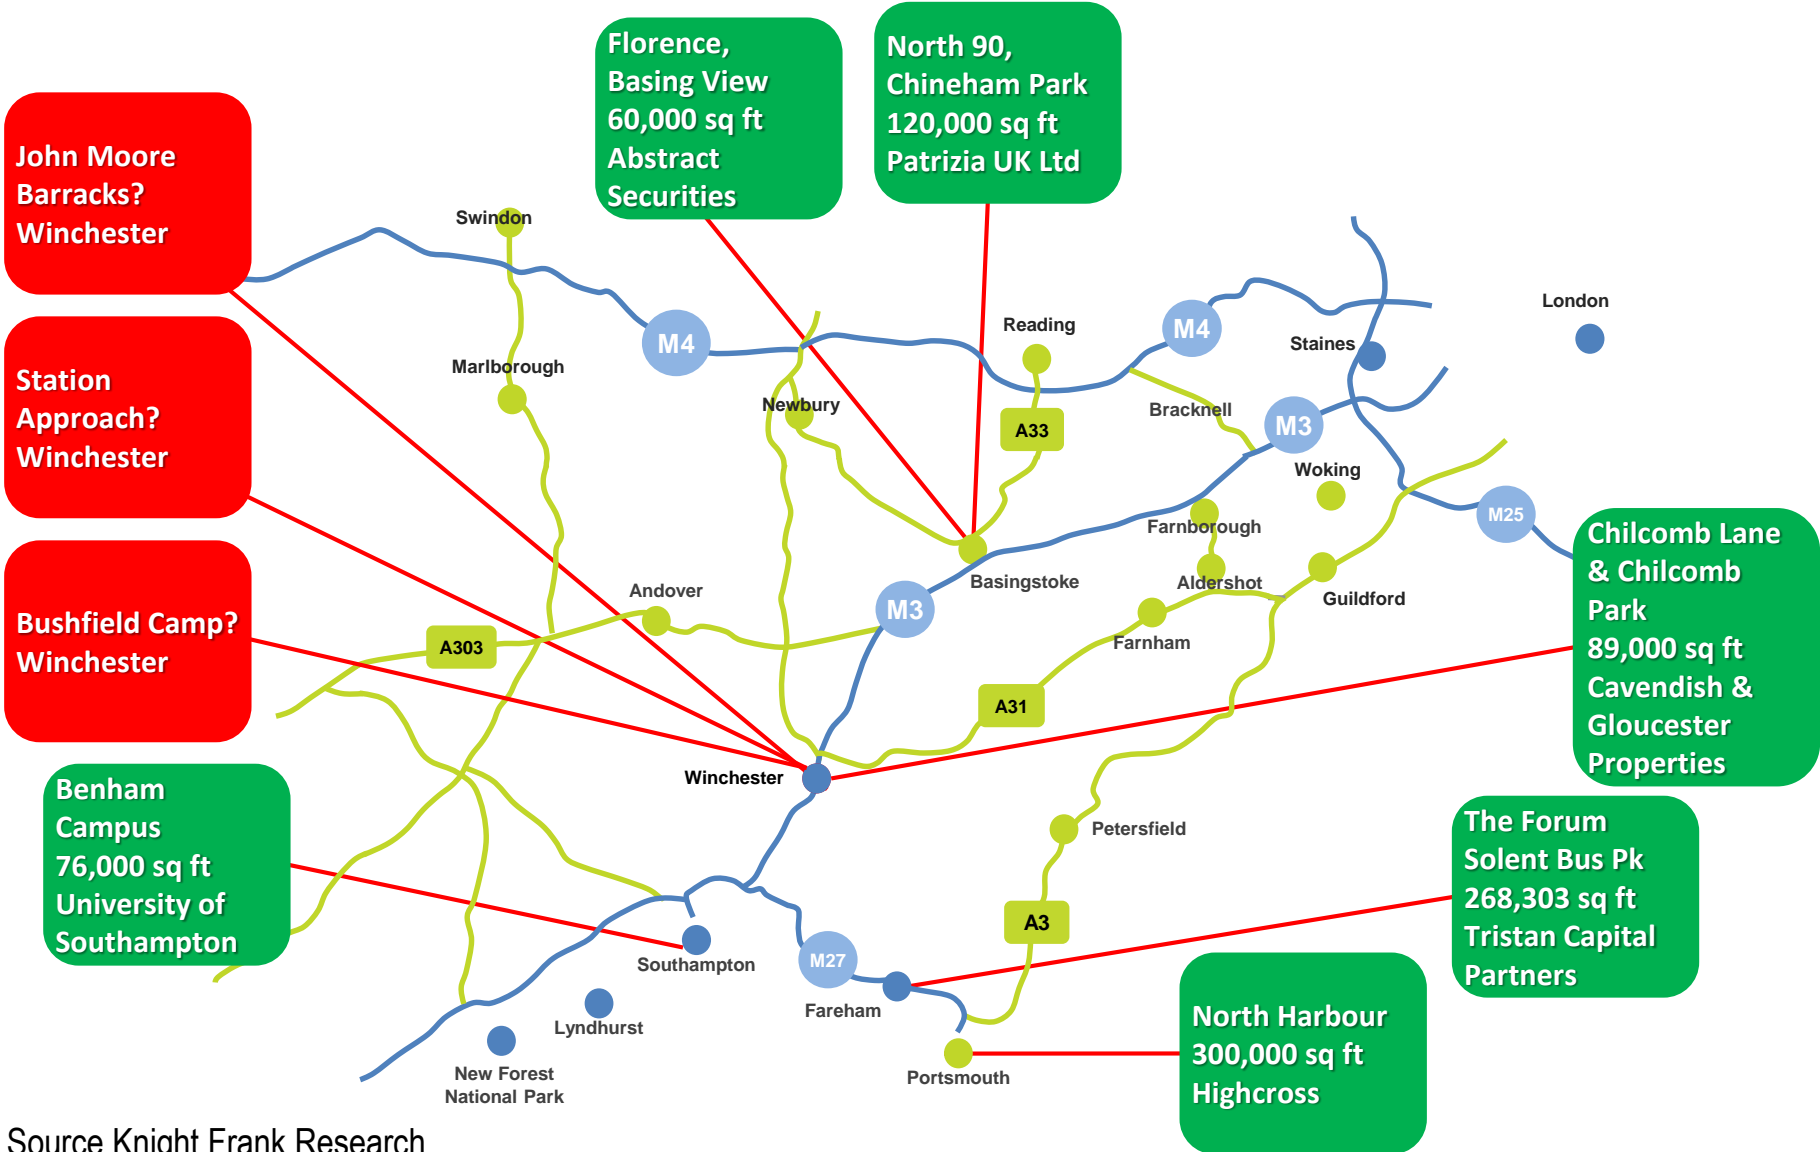 Florence,
Basing View
60,000 sq ft
Abstract
Securities
North 90,
Chineham Park
120,000 sq ft
Patrizia UK Ltd
John Moore
Barracks?
Winchester
Station
Approach?
Winchester
Bushfield Camp?
Winchester
Benham
Campus
76,000 sq ft
University of
Southampton
Swindon
Marlborough
M4
Newbury
Reading
A33
M4
Bracknell
London
Staines
M3
Woking
M25
Farnborough
Aldershot
Guildford
Farnham
Basingstoke
M3
Andover
A303
A31
Winchester
Petersfield
A3
Southampton
M27
Fareham
Lyndhurst
New Forest
National Park
Portsmouth
Chilcomb Lane
& Chilcomb
Park
89,000 sq ft
Cavendish &
Gloucester
Properties
The Forum
Solent Bus Pk
268,303 sq ft
Tristan Capital
Partners
North Harbour
300,000 sq ft
Highcross
Source Knight Frank Research